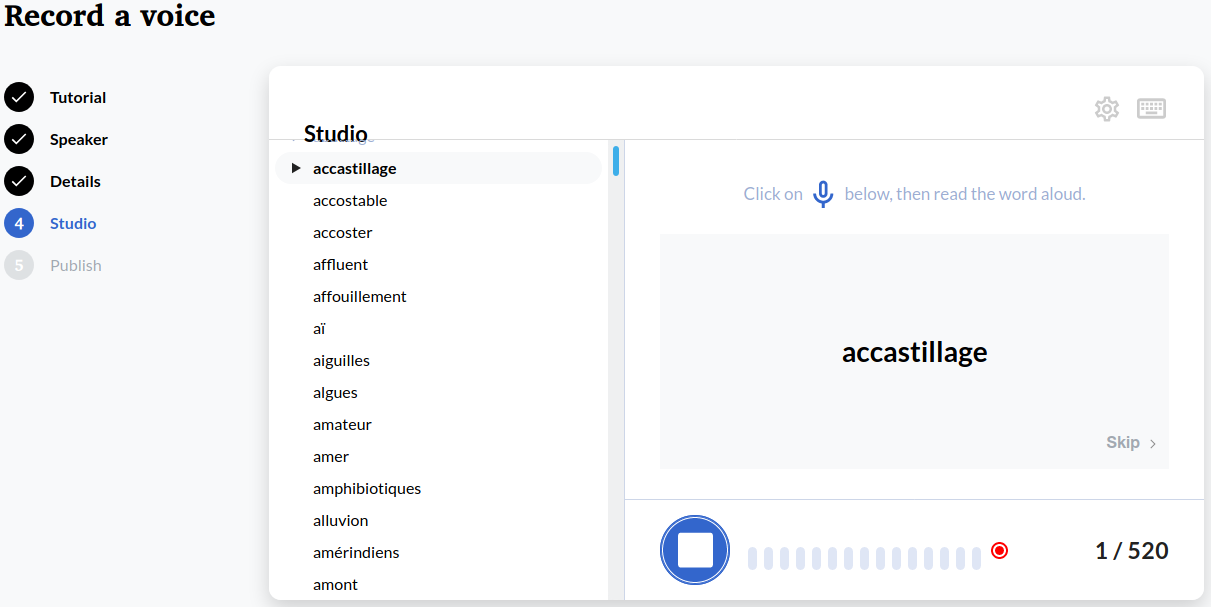 Record a voice
Tutorial
Speaker
Details
4 Studio
5 Publish
Studio
accastillage
accostable
accoster
affluent
affouillement
aï
aiguilles
algues
amateur
amer
amphibiotiques
alluvion
amérindiens
amont
Click on below, then read the word aloud.
accastillage
Skip
1 / 520